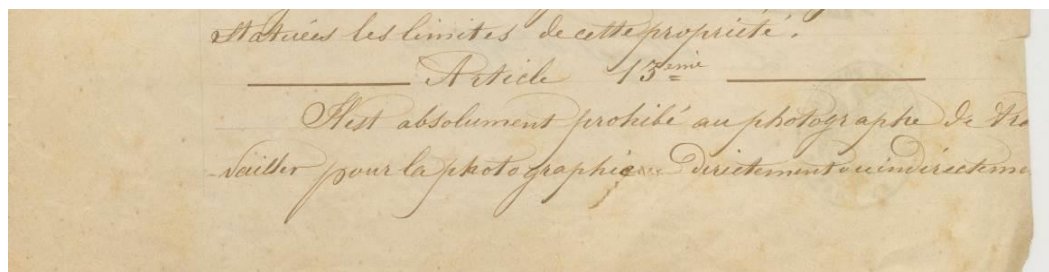 statuées les limites de cette propriété.
Article 13ème
Il est absolument prohibé au photographe de tra
-vailler pour la photographie directement ou indirecteme